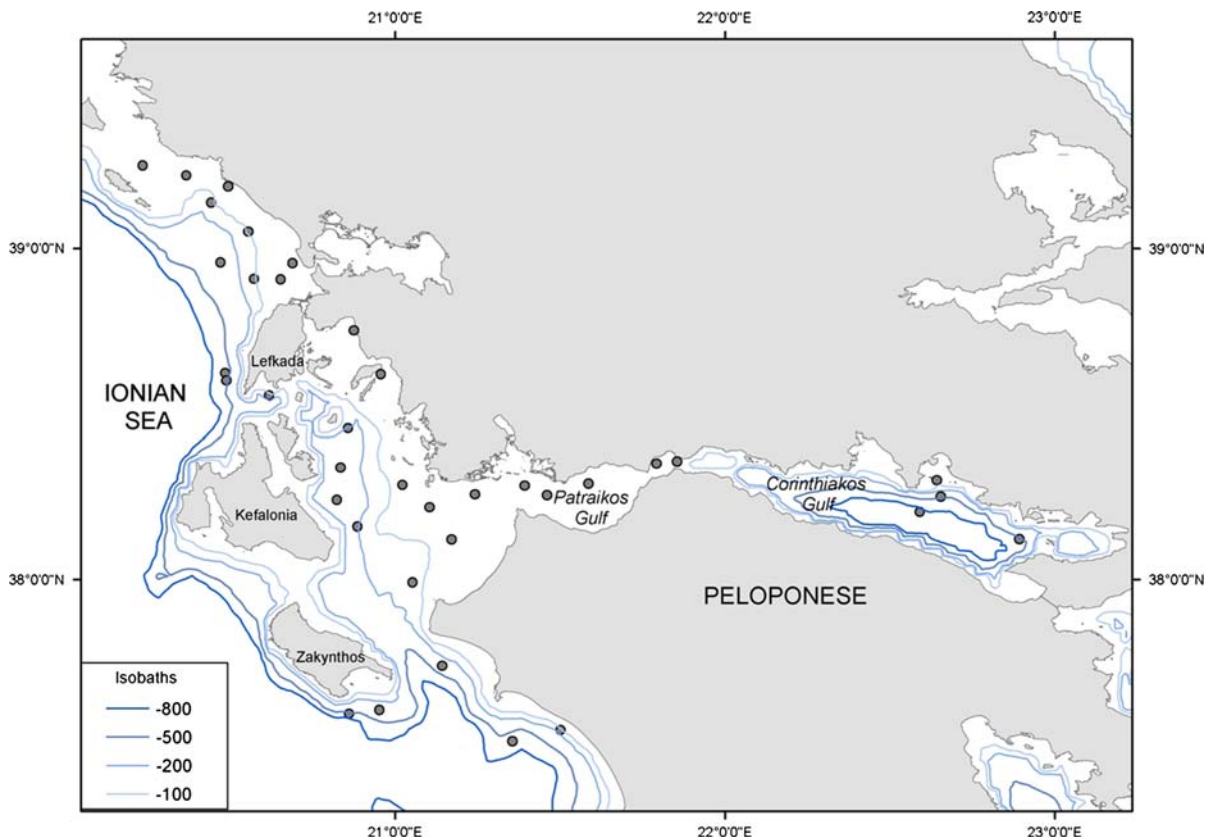 21°0'0"E 22°0'0"E 23°0'0"E
39°0'0"N 39°0'0"N
Lefkada
IONIAN
SEA
Corinthiakos
Gulf
Patraikos
Gulf
Kefalonia
38°0'0"N 38°0'0"N
PELOPONESE
Zakynthos
Isobaths
-800
-500
-200
-100
21°0'0"E 22°0'0"E 23°0'0"E